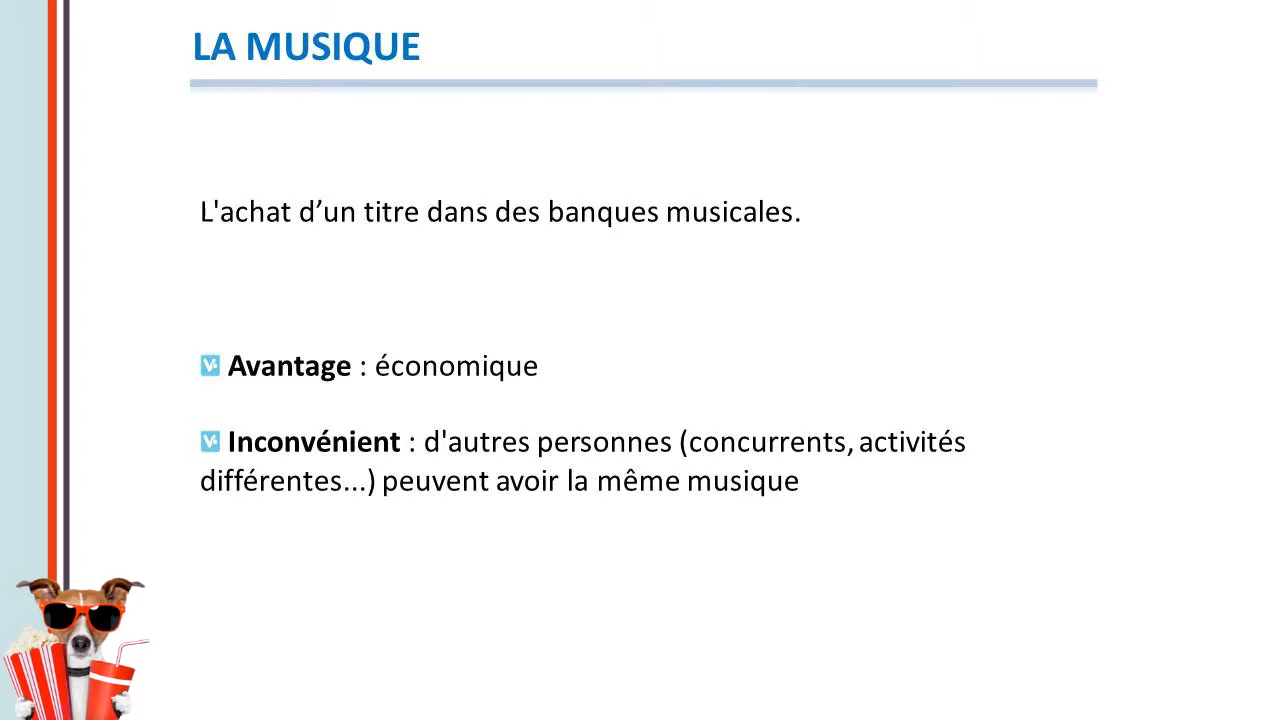 LA MUSIQUE
L'achat d’un titre dans des banques musicales.
Avantage : économique
Inconvénient : d'autres personnes (concurrents, activités
différentes...) peuvent avoir la même musique